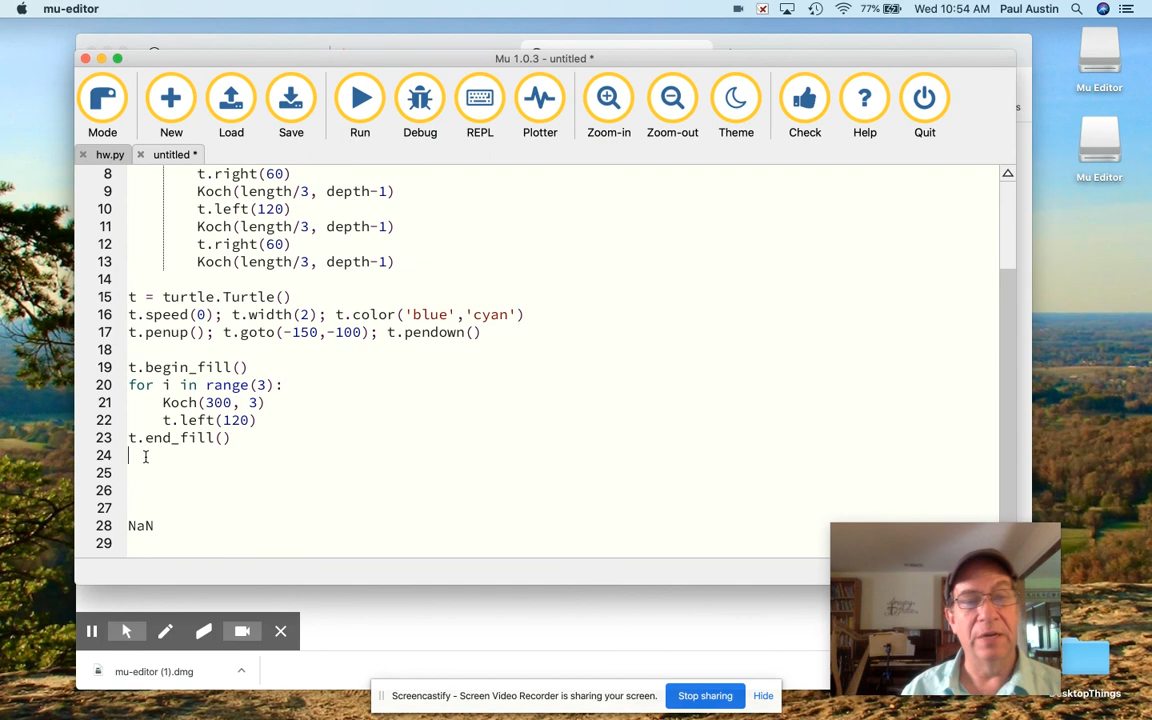 mu-editor
77%
Wed 10:54 AM
Paul Austin
Mu 1.0.3 - untitled *
Mode
New
Load
Save
Run
Debug
REPL
Plotter
Zoom-in
Zoom-out
Theme
Check
Help
Quit
hw.py
untitled *
8 t.right(60)
9 Koch(length/3, depth-1)
10 t.left(120)
11 Koch(length/3, depth-1)
12 t.right(60)
13 Koch(length/3, depth-1)
14
15 t = turtle.Turtle()
16 t.speed(0); t.width(2); t.color('blue','cyan')
17 t.penup(); t.goto(-150,-100); t.pendown()
18
19 t.begin_fill()
20 for i in range(3):
21 Koch(300, 3)
22 t.left(120)
23 t.end_fill()
24
25
26
27
28 NaN
29
Mu Editor
Mu Editor
mu-editor (1).dmg
Screencastify - Screen Video Recorder is sharing your screen.
Stop sharing
Hide
esktopThings